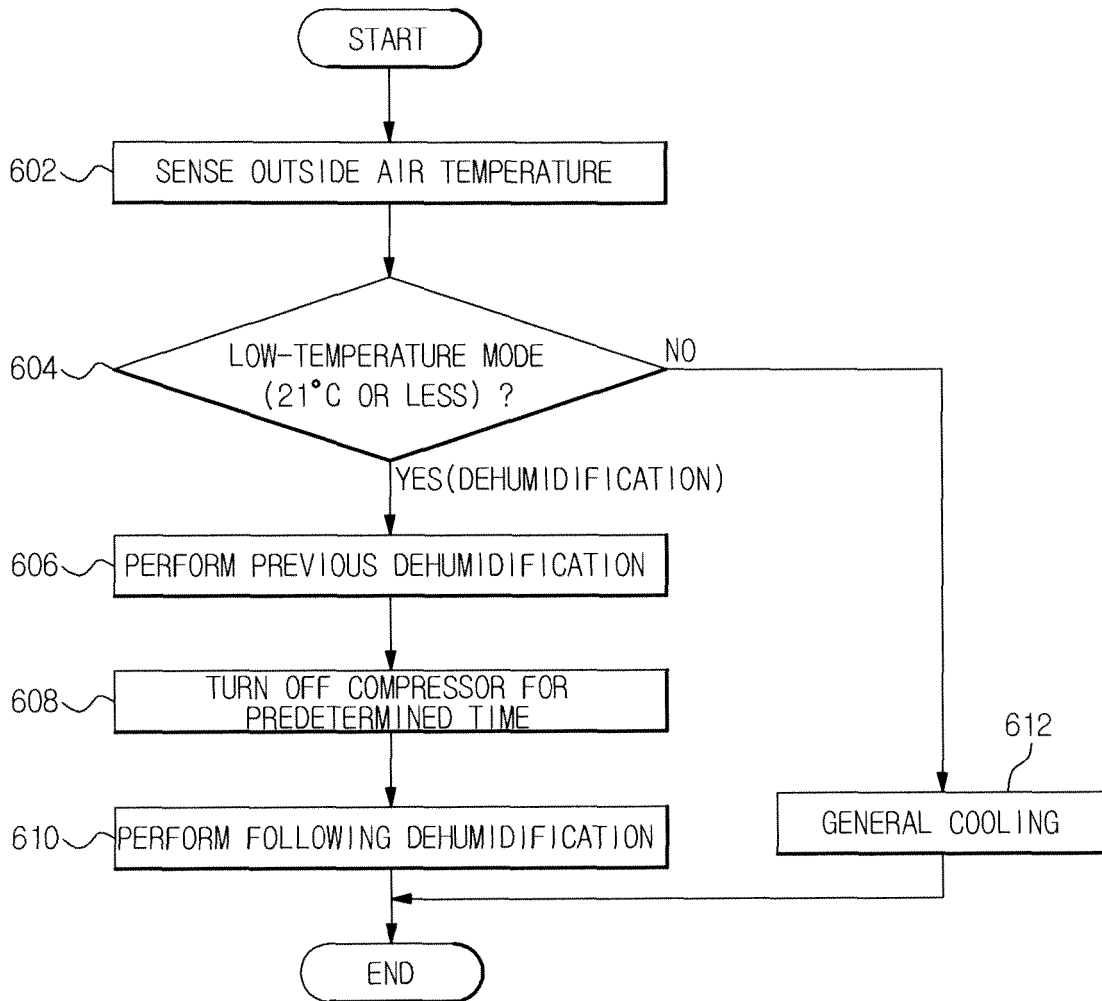 START
602
SENSE OUTSIDE AIR TEMPERATURE
604
LOW-TEMPERATURE MODE
(21°C OR LESS) ?
NO
YES(DEHUMIDIFICATION)
606
PERFORM PREVIOUS DEHUMIDIFICATION
608
TURN OFF COMPRESSOR FOR
PREDETERMINED TIME
612
GENERAL COOLING
610
PERFORM FOLLOWING DEHUMIDIFICATION
END